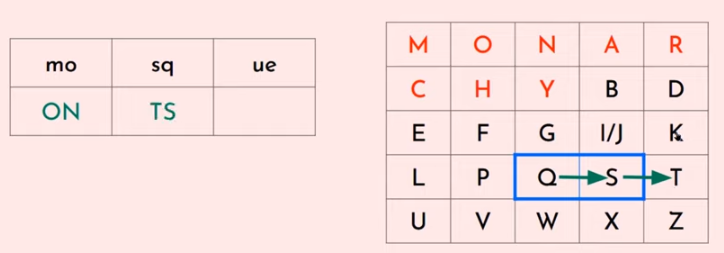 mo sq ue
ON TS
M O N A R
C H Y B D
E F G I/J K
L P Q S T
U V W X Z